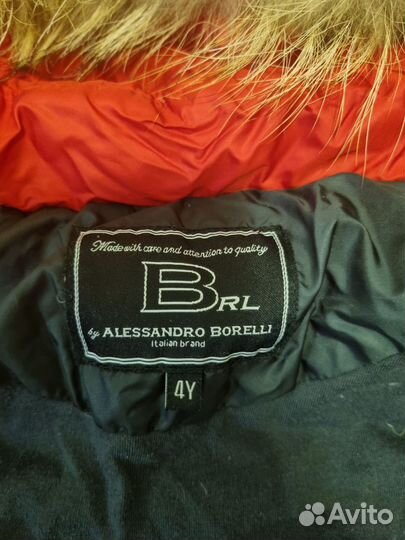 Made with care and attention to quality
BRL
by ALESSANDRO BORELLI
Italian brand
4Y
Avito